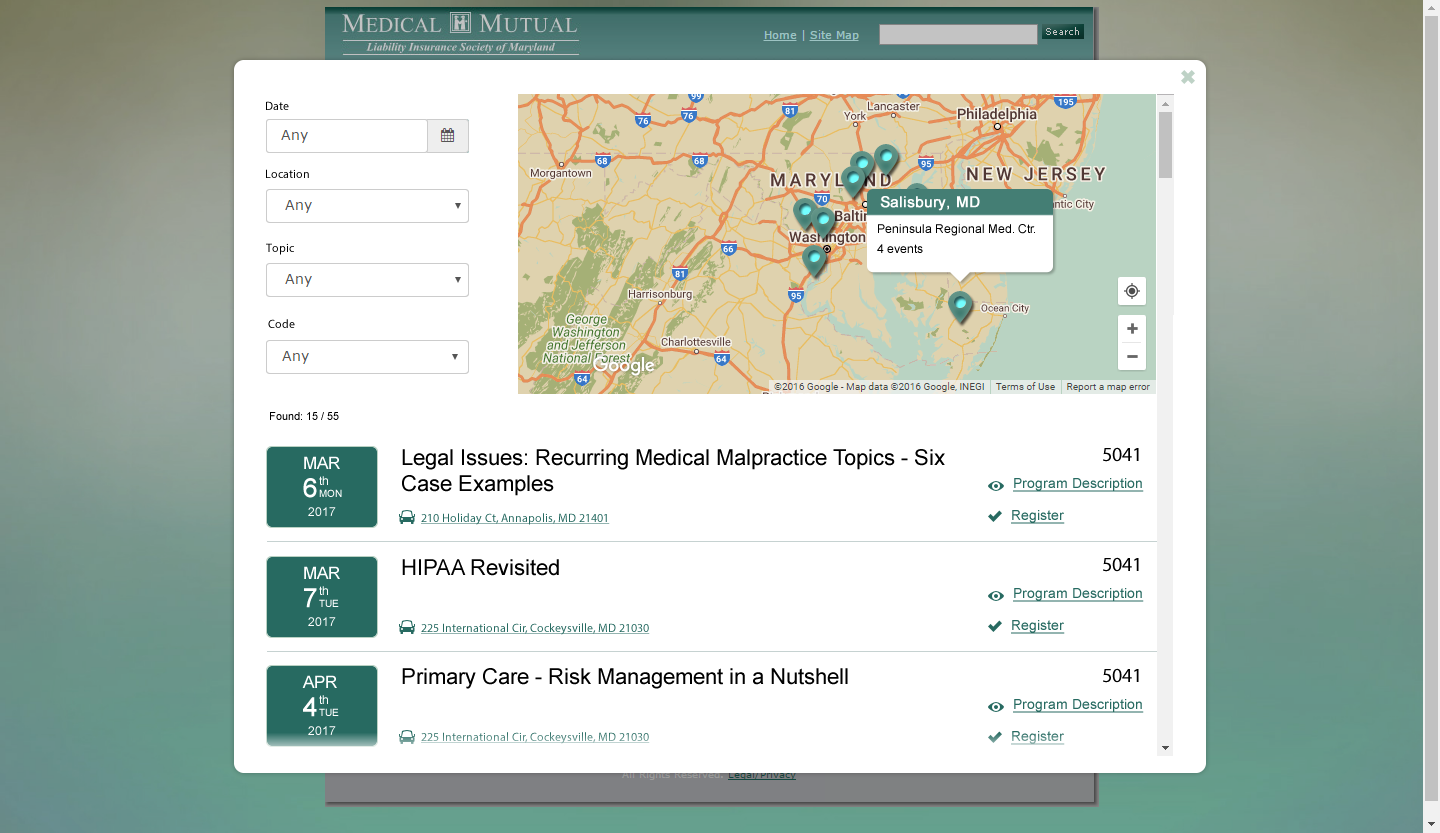 MEDICAL MUTUAL
Liability Insurance Society of Maryland
Home | Site Map
Search
Date
Any
Location
Any
Topic
Any
Code
Any
99
76
76
81
York
Lancaster
Philadelphia
195
Morgantown
68
68
95
MARYLAND
NEW JERSEY
70
Salisbury, MD
ntic City
Baltim
Peninsula Regional Med. Ctr.
4 events
Washington
66
81
Harrisonburg
95
Ocean City
George
Washington
and Jefferson
National Forest
Charlottesville
64
64
Google
©2016 Google - Map data ©2016 Google, INEGI
Terms of Use
Report a map error
Found: 15 / 55
MAR
6th
MON
2017
Legal Issues: Recurring Medical Malpractice Topics - Six
Case Examples
210 Holiday Ct, Annapolis, MD 21401
5041
Program Description
Register
MAR
7th
TUE
2017
HIPAA Revisited
225 International Cir, Cockeysville, MD 21030
5041
Program Description
Register
APR
4th
TUE
2017
Primary Care - Risk Management in a Nutshell
225 International Cir, Cockeysville, MD 21030
5041
Program Description
Register
All Rights Reserved. Legal/Privacy